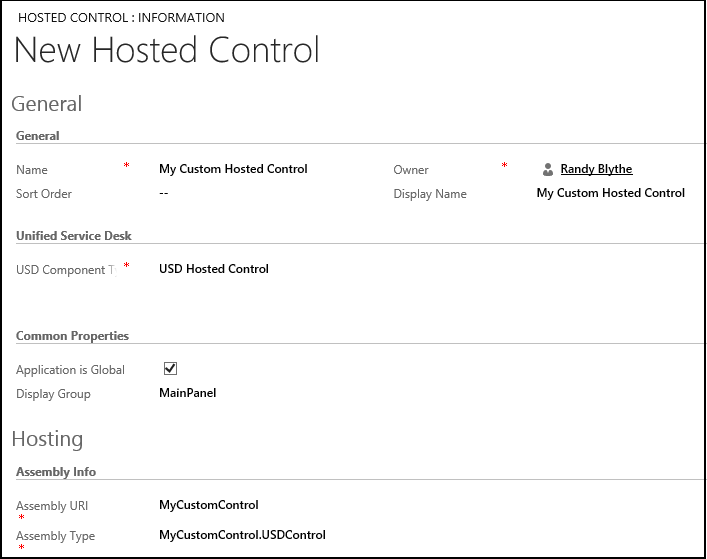 HOSTED CONTROL : INFORMATION
New Hosted Control
General
General
Name * My Custom Hosted Control Owner * Randy Blythe
Sort Order -- Display Name My Custom Hosted Control
Unified Service Desk
USD Component T * USD Hosted Control
Common Properties
Application is Global
Display Group MainPanel
Hosting
Assembly Info
Assembly URI * MyCustomControl
Assembly Type * MyCustomControl.USDControl